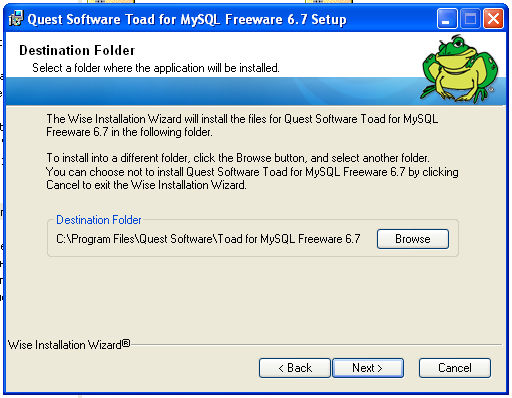 Quest Software Toad for MySQL Freeware 6.7 Setup
Destination Folder
Select a folder where the application will be installed.
The Wise Installation Wizard will install the files for Quest Software Toad for MySQL
Freeware 6.7 in the following folder.
To install into a different folder, click the Browse button, and select another folder.
You can choose not to install Quest Software Toad for MySQL Freeware 6.7 by clicking
Cancel to exit the Wise Installation Wizard.
Destination Folder
C:\Program Files\Quest Software\Toad for MySQL Freeware 6.7
Browse
Wise Installation Wizard®
< Back
Next >
Cancel